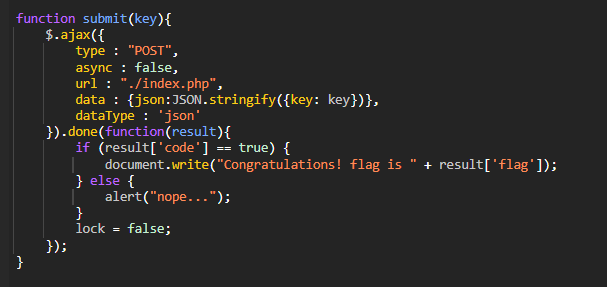 function submit(key){
    $.ajax({
        type : "POST",
        async : false,
        url : "./index.php",
        data : {json:JSON.stringify({key: key})},
        dataType : 'json'
    }).done(function(result){
        if (result['code'] == true) {
            document.write("Congratulations! flag is " + result['flag']);
        } else {
            alert("nope...");
        }
        lock = false;
    });
}